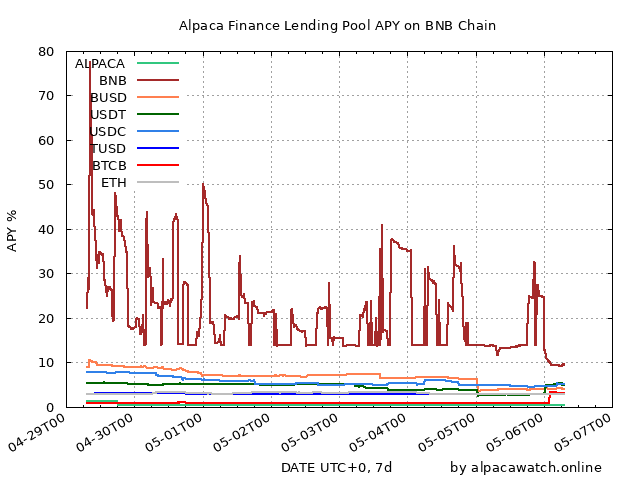 Alpaca Finance Lending Pool APY on BNB Chain
80
70
60
50
40
30
20
10
0
APY %
ALPACA
BNB
BUSD
USDT
USDC
TUSD
BTCB
ETH
04-29T00
04-30T00
05-01T00
05-02T00
05-03T00
05-04T00
05-05T00
05-06T00
05-07T00
DATE UTC+0, 7d
by alpacawatch.online